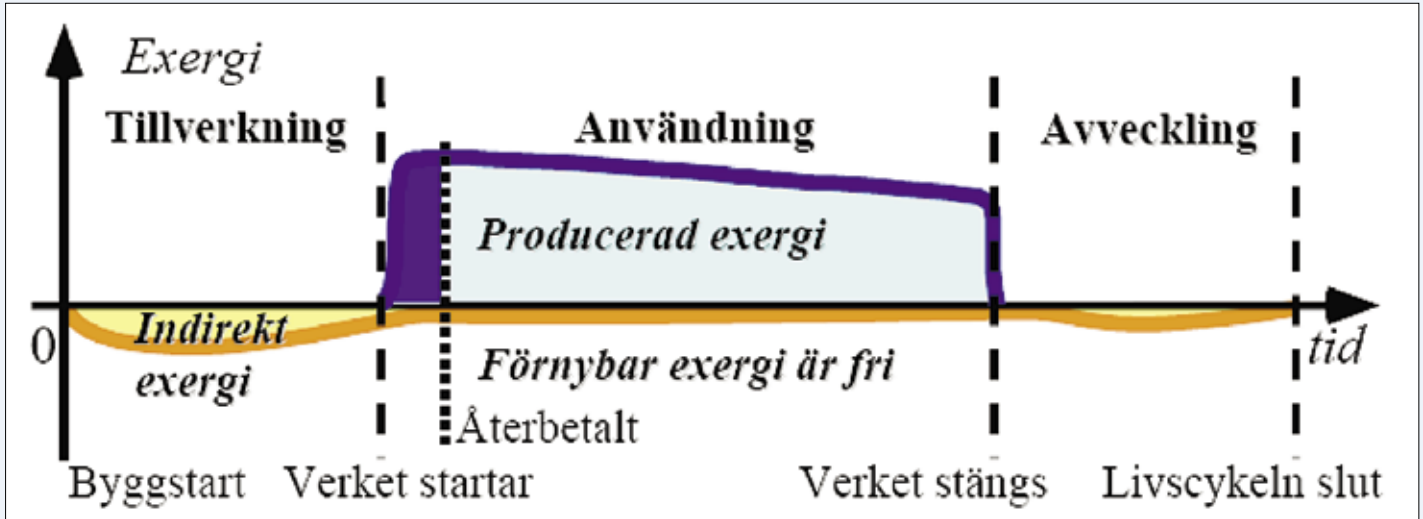 Exergi
Tillverkning
Användning
Avveckling
Producerad exergi
Indirekt
exergi
0
Förnybar exergi är fri
tid
Återbetalt
Byggstart
Verket startar
Verket stängs
Livscykeln slut